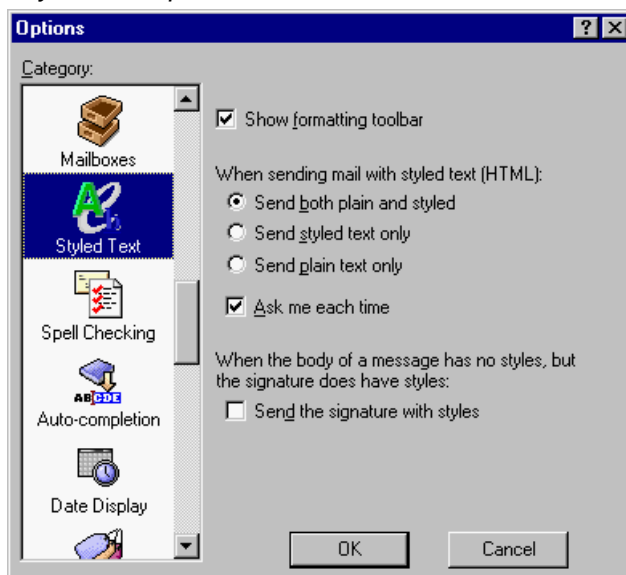 Options
Category:
Mailboxes
Styled Text
Spell Checking
ABCDE
Auto-completion
Date Display
Show formatting toolbar
When sending mail with styled text (HTML):
Send both plain and styled
Send styled text only
Send plain text only
Ask me each time
When the body of a message has no styles, but
the signature does have styles:
Send the signature with styles
OK
Cancel